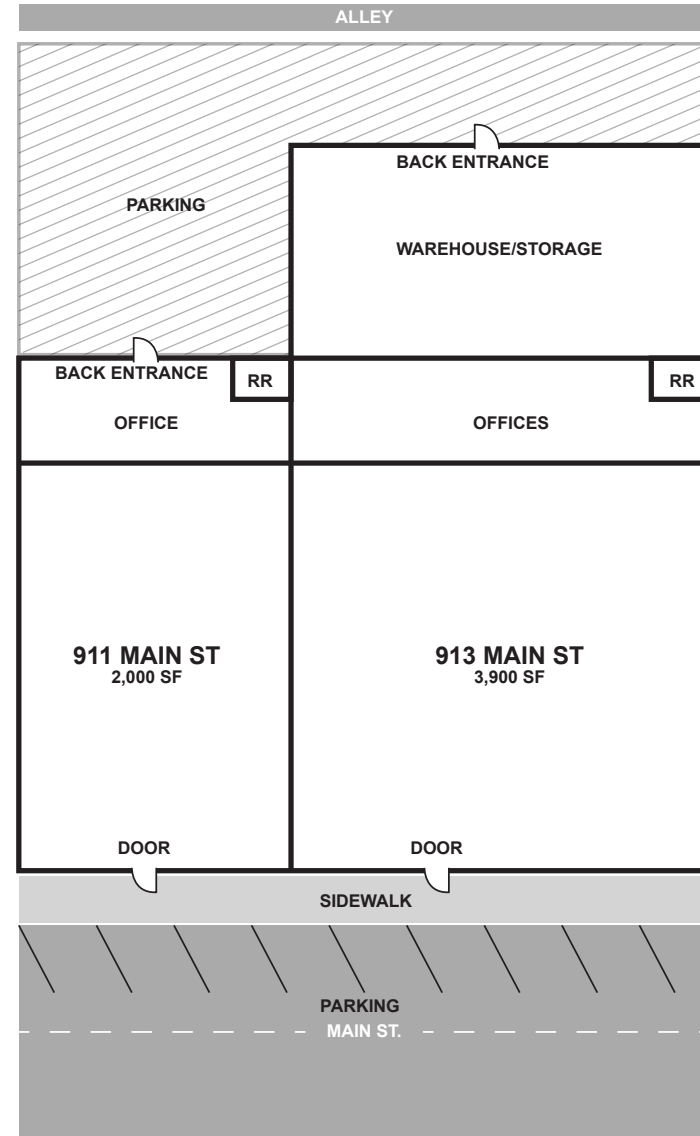 ALLEY
BACK ENTRANCE
PARKING
WAREHOUSE/STORAGE
BACK ENTRANCE
RR
RR
OFFICE
OFFICES
911 MAIN ST
2,000 SF
913 MAIN ST
3,900 SF
DOOR
DOOR
SIDEWALK
PARKING
MAIN ST.